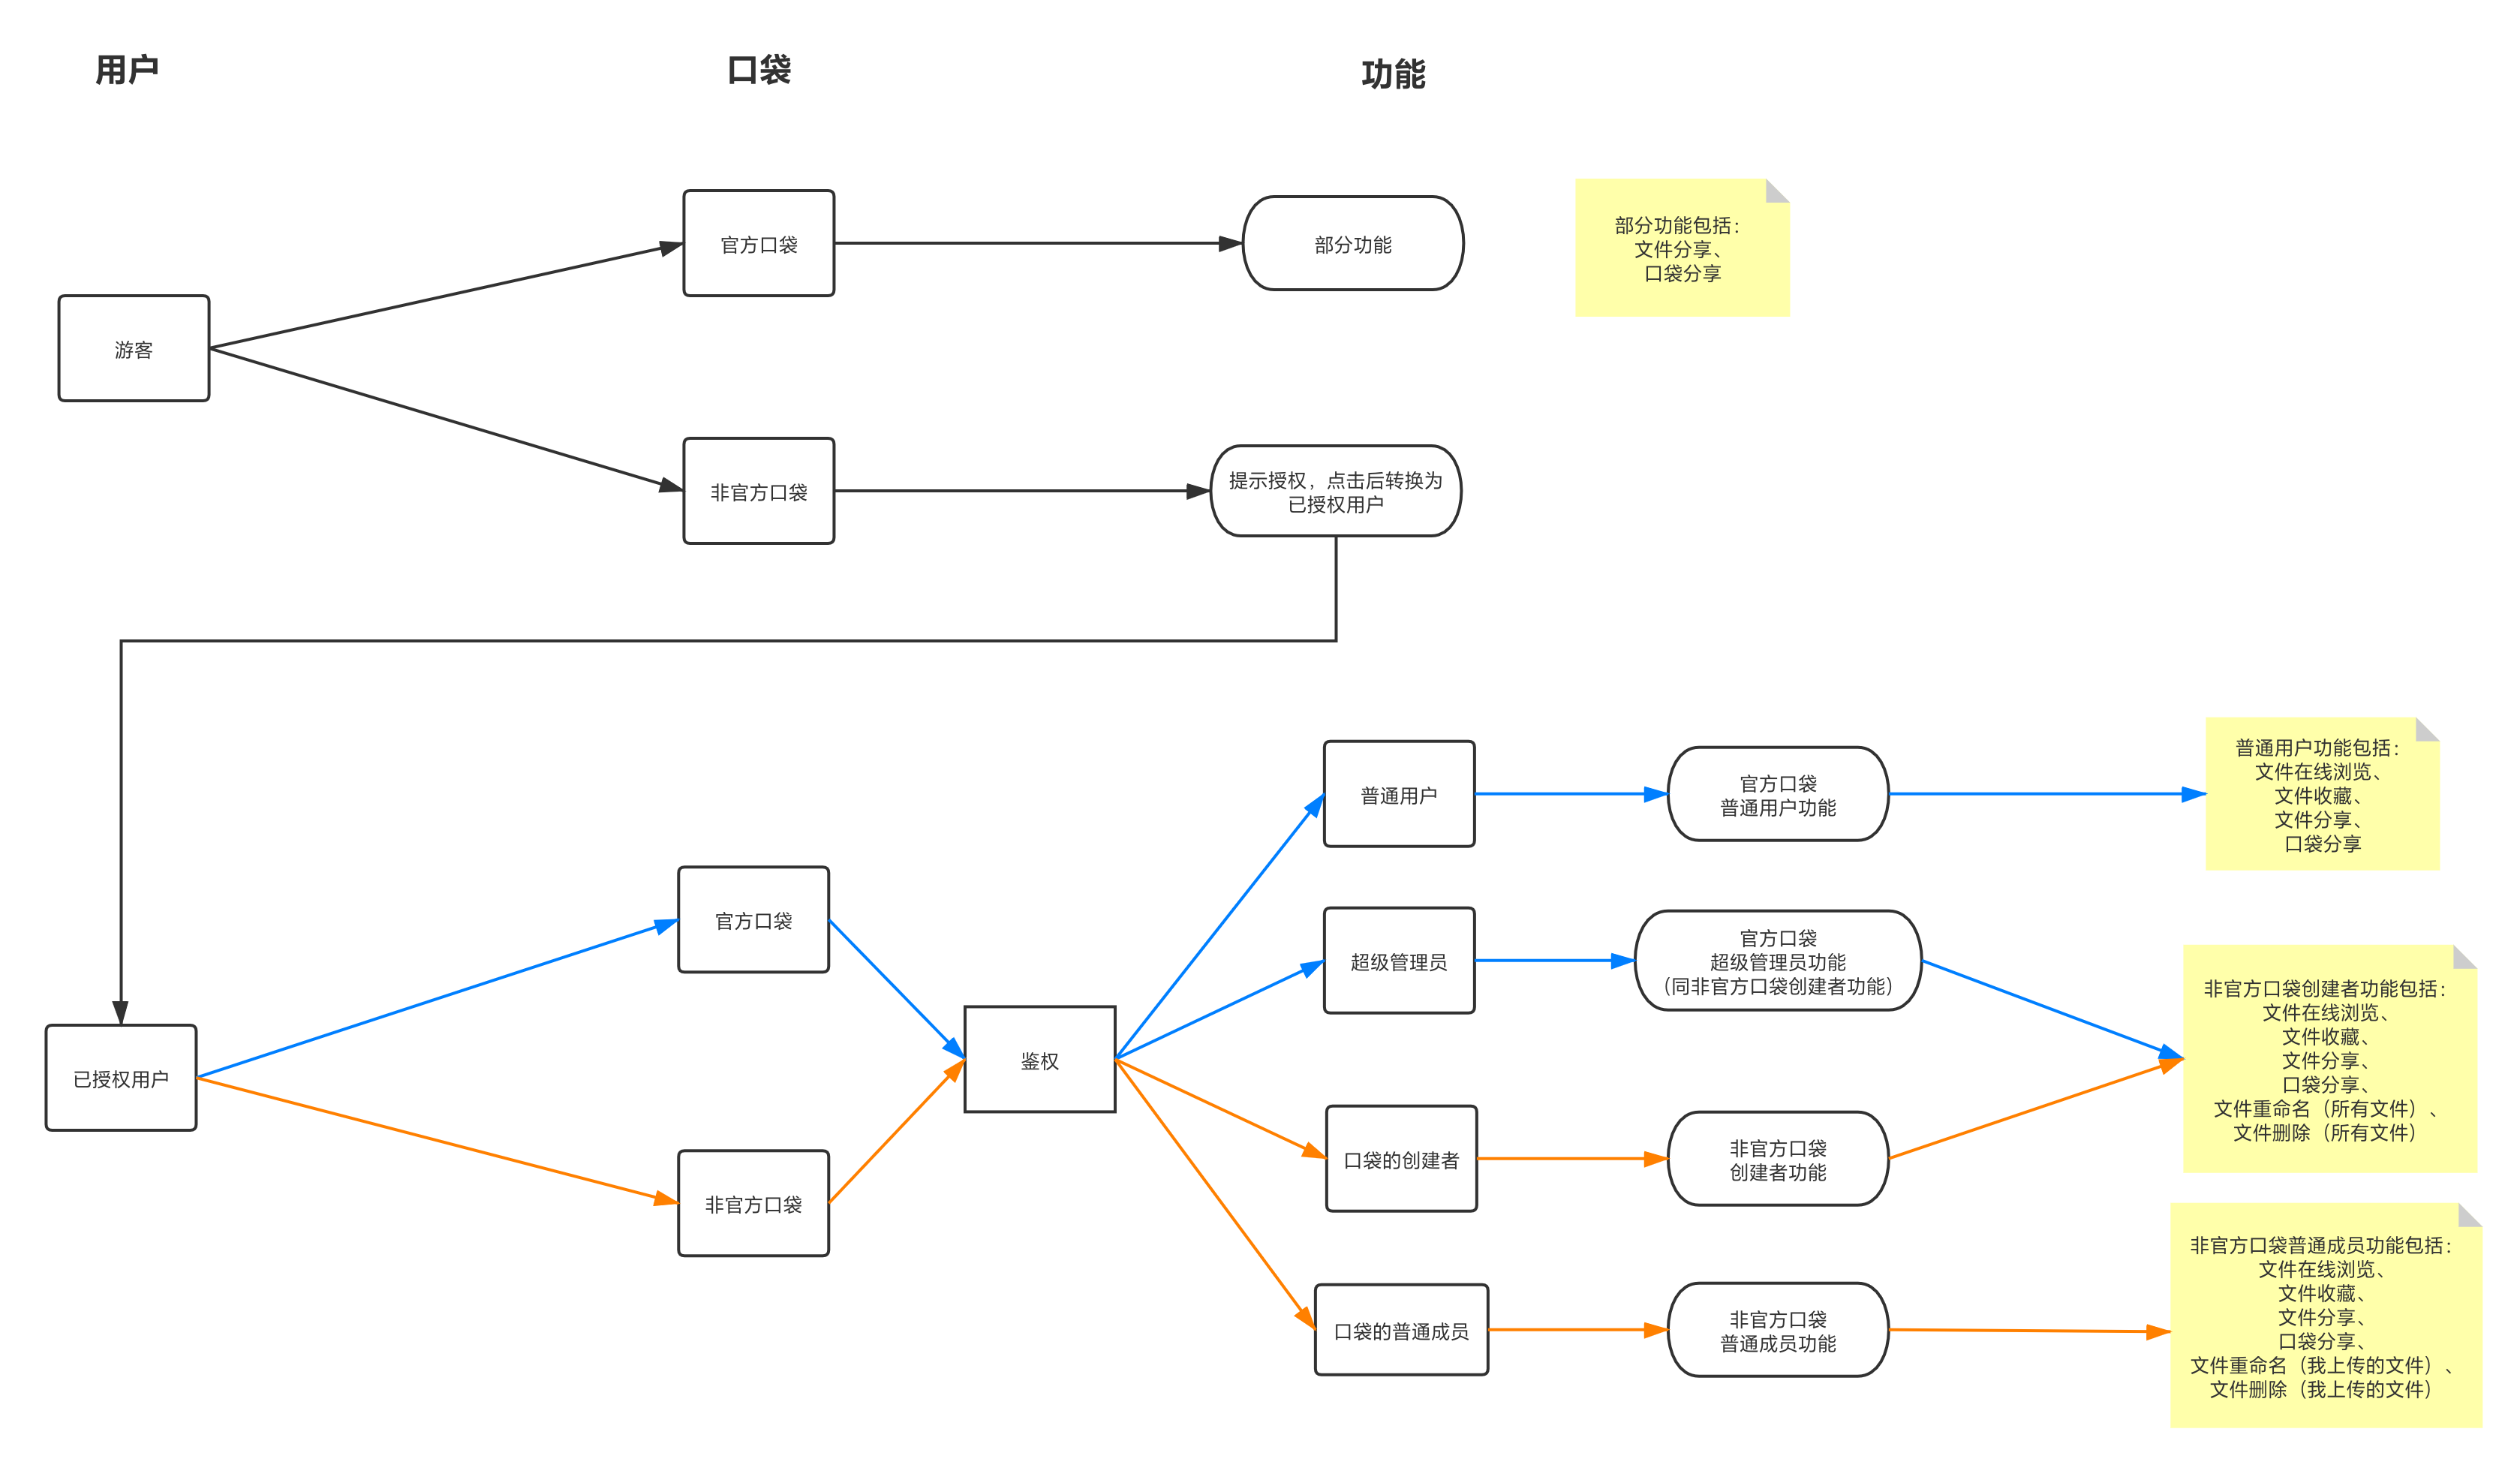 用户
口袋
功能
官方口袋
部分功能
部分功能包括：
文件分享、
口袋分享
游客
非官方口袋
提示授权，点击后转换为
已授权用户
普通用户
官方口袋
普通用户功能
普通用户功能包括：
文件在线浏览、
文件收藏、
文件分享、
口袋分享
官方口袋
超级管理员
官方口袋
超级管理员功能
（同非官方口袋创建者功能）
非官方口袋创建者功能包括：
文件在线浏览、
文件收藏、
文件分享、
口袋分享、
文件重命名（所有文件）、
文件删除（所有文件）
已授权用户
鉴权
非官方口袋
口袋的创建者
非官方口袋
创建者功能
口袋的普通成员
非官方口袋
普通成员功能
非官方口袋普通成员功能包括：
文件在线浏览、
文件收藏、
文件分享、
口袋分享、
文件重命名（我上传的文件）、
文件删除（我上传的文件）